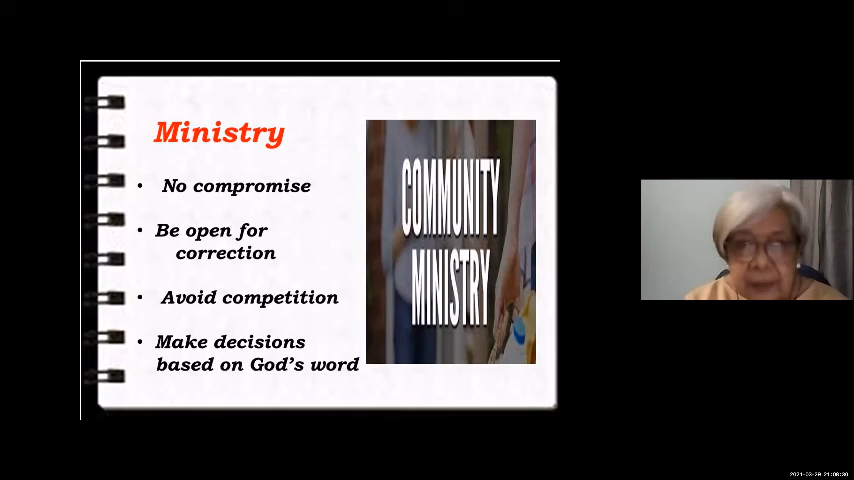 Ministry
• No compromise
• Be open for
correction
• Avoid competition
• Make decisions
based on God's word
COMMUNITY
MINISTRY